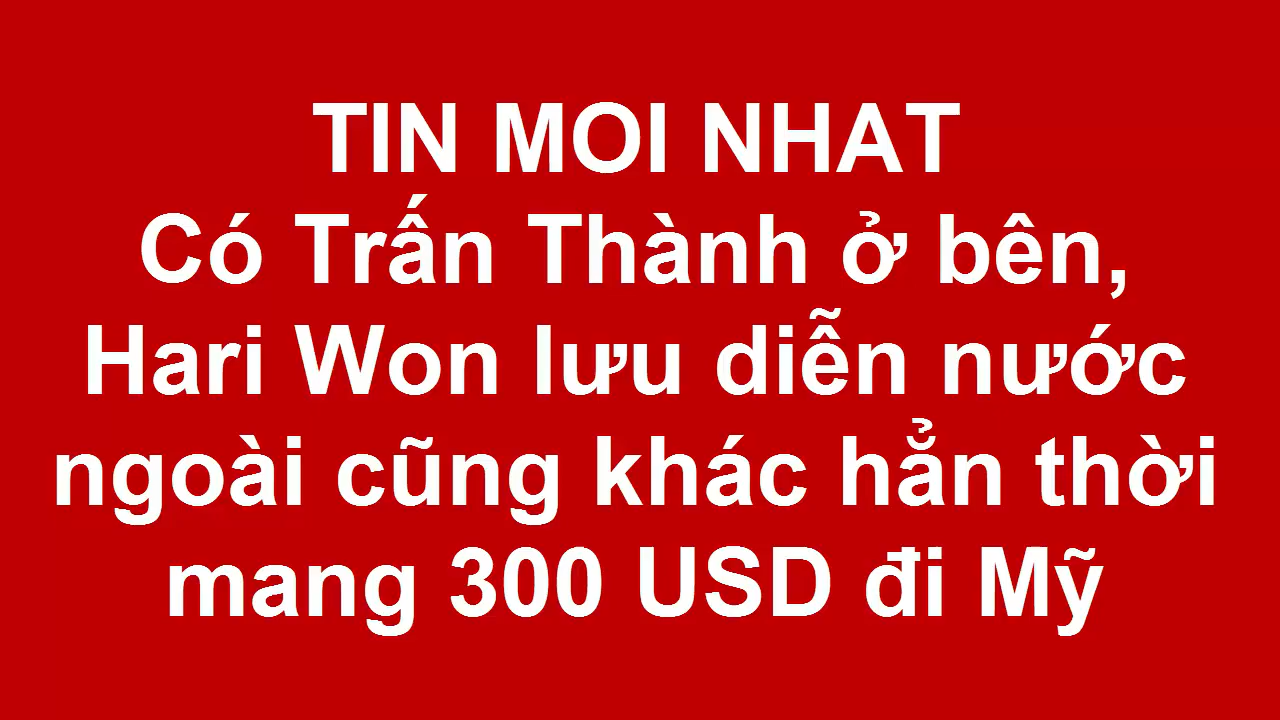 TIN MOI NHAT
Có Trấn Thành ở bên,
Hari Won lưu diễn nước
ngoài cũng khác hẳn thời
mang 300 USD đi Mỹ